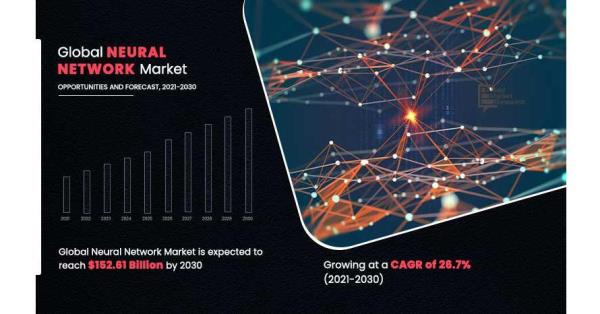 Global NEURAL
NETWORK Market
OPPORTUNITIES AND FORECAST, 2021-2030
2021 2022 2023 2024 2025 2026 2027 2028 2029 2030
Global Neural Network Market is expected to
reach $152.61 Billion by 2030
Growing at a CAGR of 26.7%
(2021-2030)